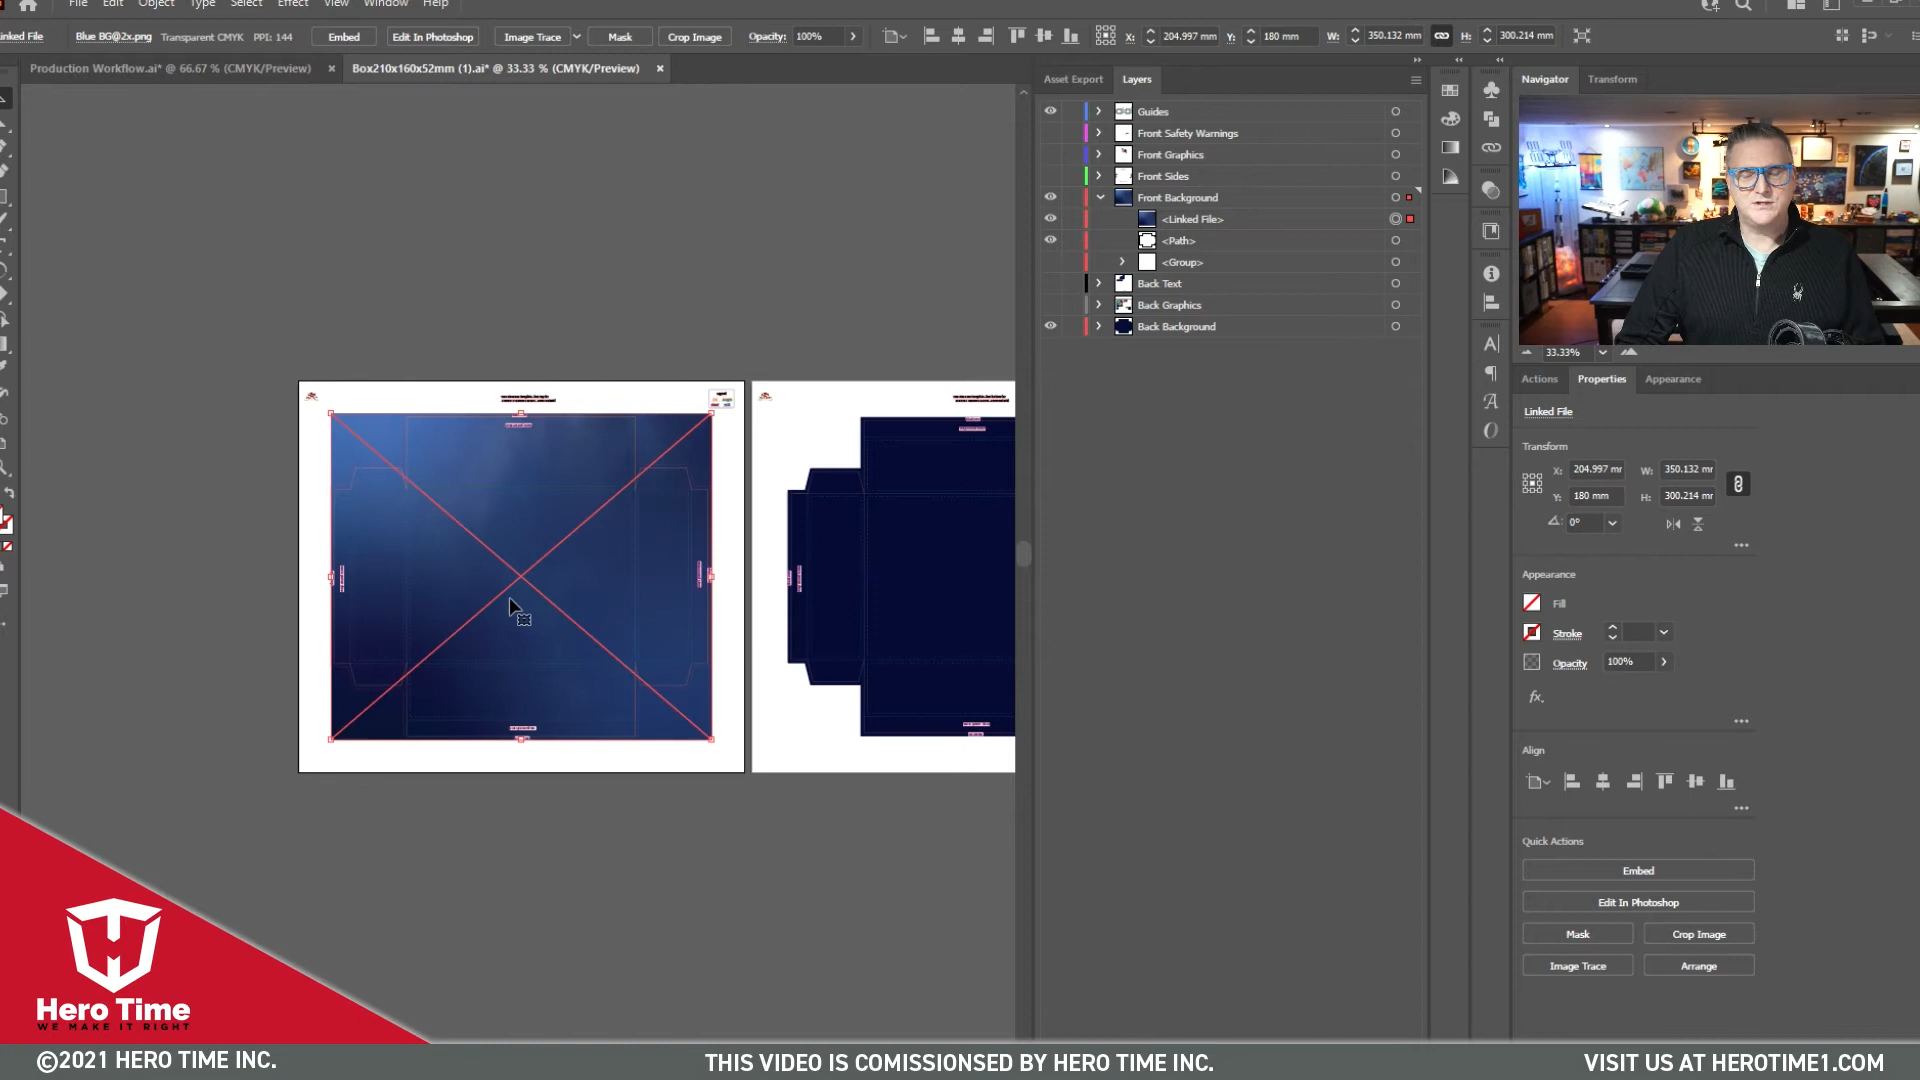 File Edit Object Type Select Effect View Window Help
Linked File Blue BG@2x.png Transparent CMYK PPI: 144 Embed Edit In Photoshop Image Trace Mask Crop Image Opacity: 100% X: 204.997 mm Y: 180 mm W: 350.132 mm H: 300.214 mm
Production Workflow.ai* @ 66.67 % (CMYK/Preview) × Box210x160x52mm (1).ai* @ 33.33 % (CMYK/Preview) ×
Asset Export Layers
Guides
Front Safety Warnings
Front Graphics
Front Sides
Front Background
<Linked File>
<Path>
<Group>
Back Text
Back Graphics
Back Background
Navigator Transform
33.33%
Actions Properties Appearance
Linked File
Transform
X: 204.997 mr W: 350.132 mr
Y: 180 mm H: 300.214 mr
0°
Appearance
Fill
Stroke
Opacity 100%
fx.
Align
Quick Actions
Embed
Edit In Photoshop
Mask Crop Image
Image Trace Arrange
Hero Time
WE MAKE IT RIGHT
©2021 HERO TIME INC. THIS VIDEO IS COMISSIONSED BY HERO TIME INC. VISIT US AT HEROTIME1.COM